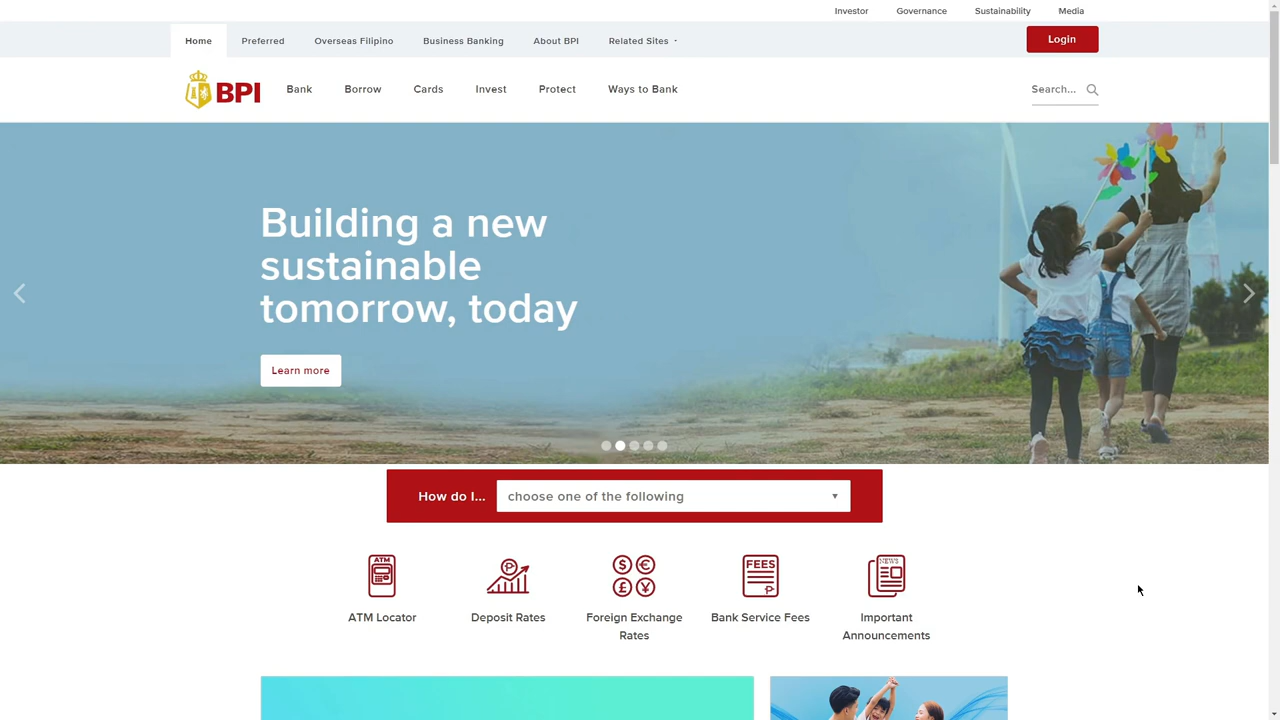 Investor Governance Sustainability Media
Home Preferred Overseas Filipino Business Banking About BPI Related Sites Login
BPI Bank Borrow Cards Invest Protect Ways to Bank Search...
Building a new
sustainable
tomorrow, today
Learn more
How do I... choose one of the following
ATM FEES NEWS
ATM Locator Deposit Rates Foreign Exchange Bank Service Fees Important
Rates Announcements